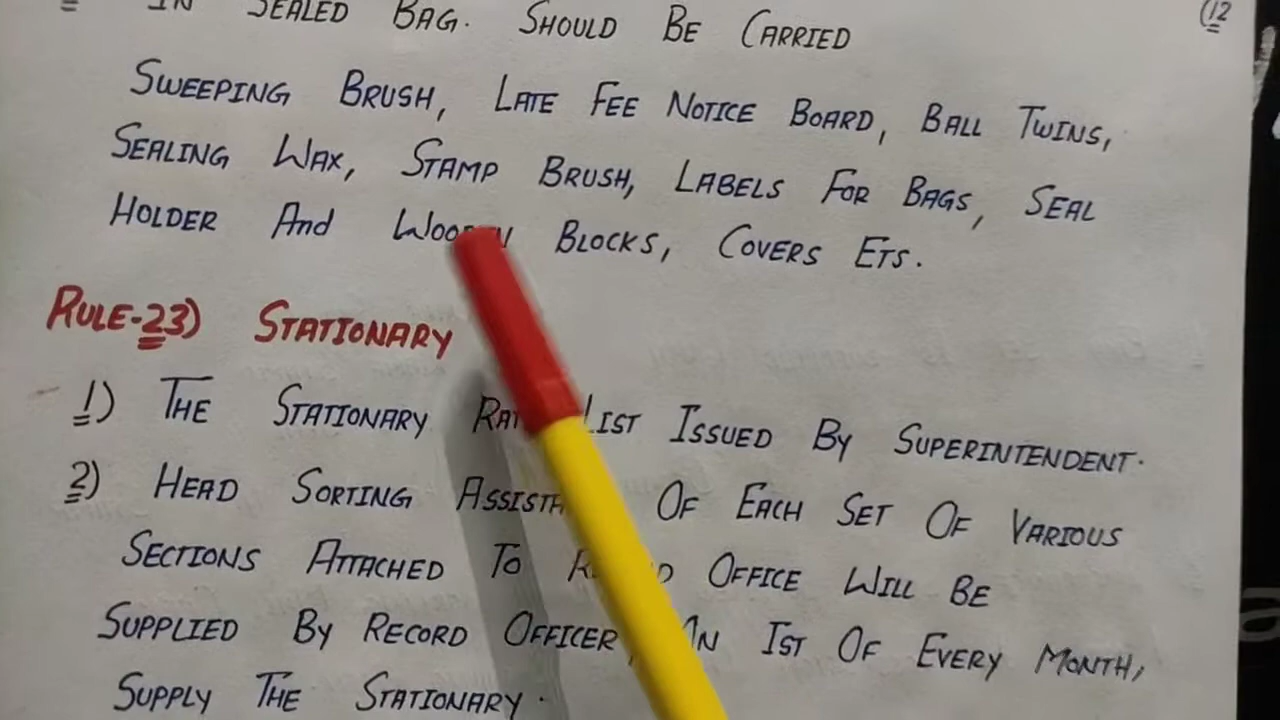 (12
IN SEALED BAG. SHOULD BE CARRIED
SWEEPING BRUSH, LATE FEE NOTICE BOARD, BALL TWINS,
SEALING WAX, STAMP BRUSH, LABELS FOR BAGS, SEAL
HOLDER And BLOCKS, COVERS ETS.
RULE-23) STATIONARY
1) THE STATIONARY LIST ISSUED BY SUPERINTENDENT.
2) HEAD SORTING OF EACH SET OF VARIOUS
SECTIONS ATTACHED TO OFFICE WILL BE
SUPPLIED BY RECORD OFFICER, IST OF EVERY MONTH,
SUPPLY THE STATIONARY.